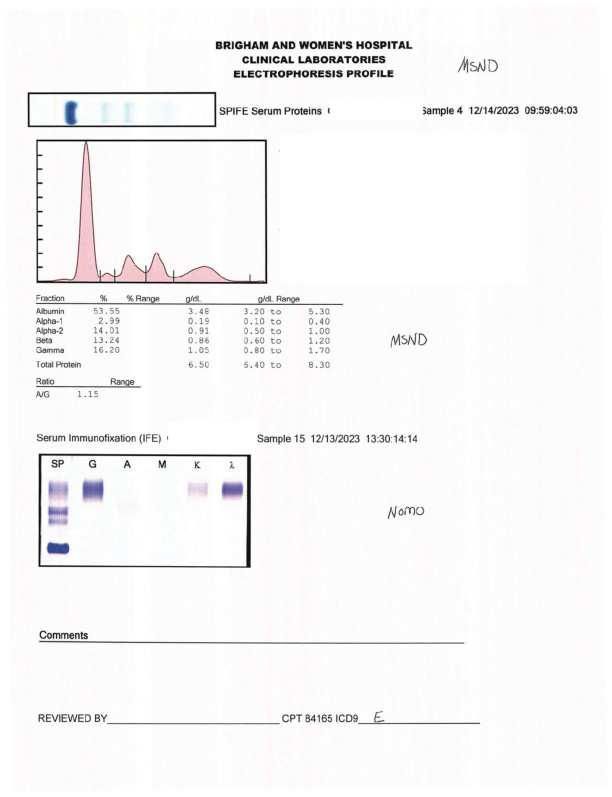 BRIGHAM AND WOMEN'S HOSPITAL
CLINICAL LABORATORIES
ELECTROPHORESIS PROFILE
MSND
SPIFE Serum Proteins
Sample 4 12/14/2023 09:59:04:03
Fraction % % Range g/dL g/dL Range
Albumin 53.55 3.48 3.20 to 5.30
Alpha-1 2.99 0.19 0.10 to 0.40
Alpha-2 14.01 0.91 0.50 to 1.00
Beta 13.24 0.86 0.60 to 1.20
Gamma 16.20 1.05 0.80 to 1.70
MSND
Total Protein 6.50 6.40 to 8.30
Ratio Range
A/G 1.15
Serum Immunofixation (IFE) Sample 15 12/13/2023 13:30:14:14
SP G A M K λ
NOMO
Comments
REVIEWED BY CPT 84165 ICD9 E